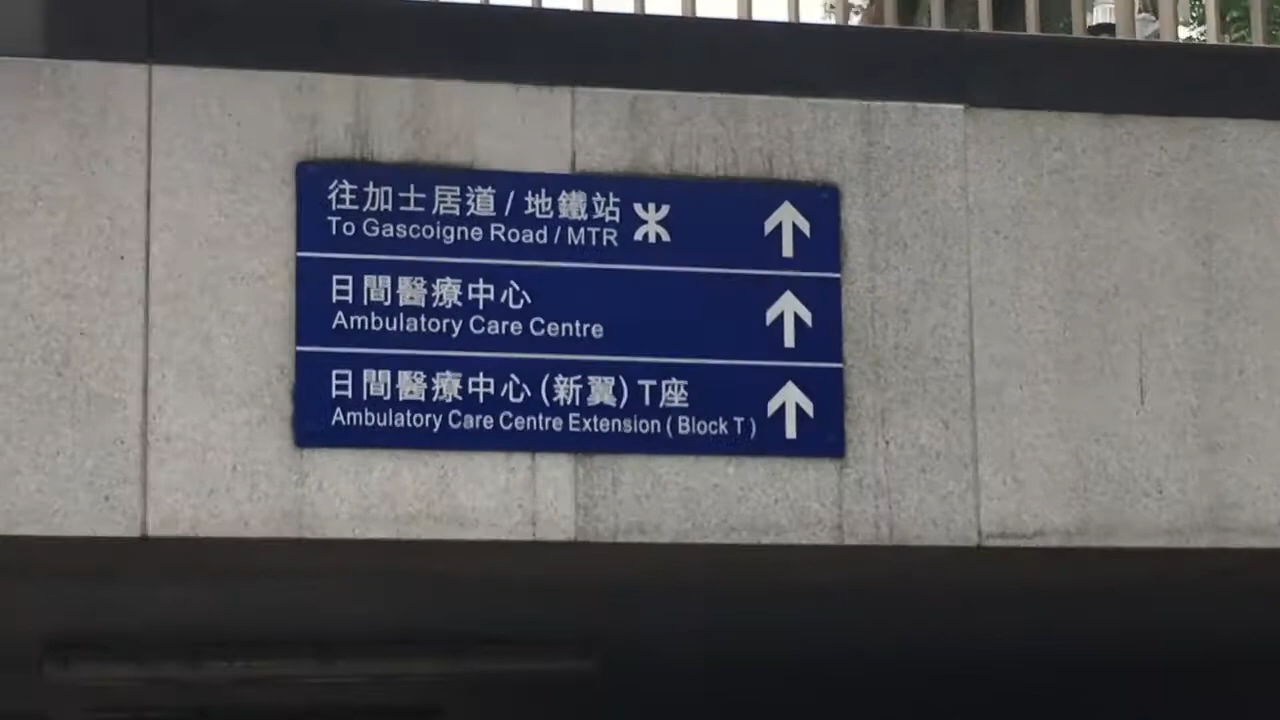 往加士居道 / 地鐵站
To Gascoigne Road / MTR
日間醫療中心
Ambulatory Care Centre
日間醫療中心 (新翼) T座
Ambulatory Care Centre Extension ( Block T )